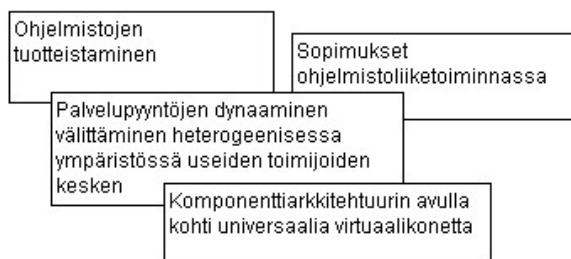 Ohjelmistojen
tuotteistaminen
Sopimukset
ohjelmistoliiketoiminnassa
Palvelupyyntöjen dynaaminen
välittäminen heterogeenisessa
ympäristössä useiden toimijoiden
kesken
Komponenttiarkkitehtuurin avulla
kohti universaalia virtuaalikonetta